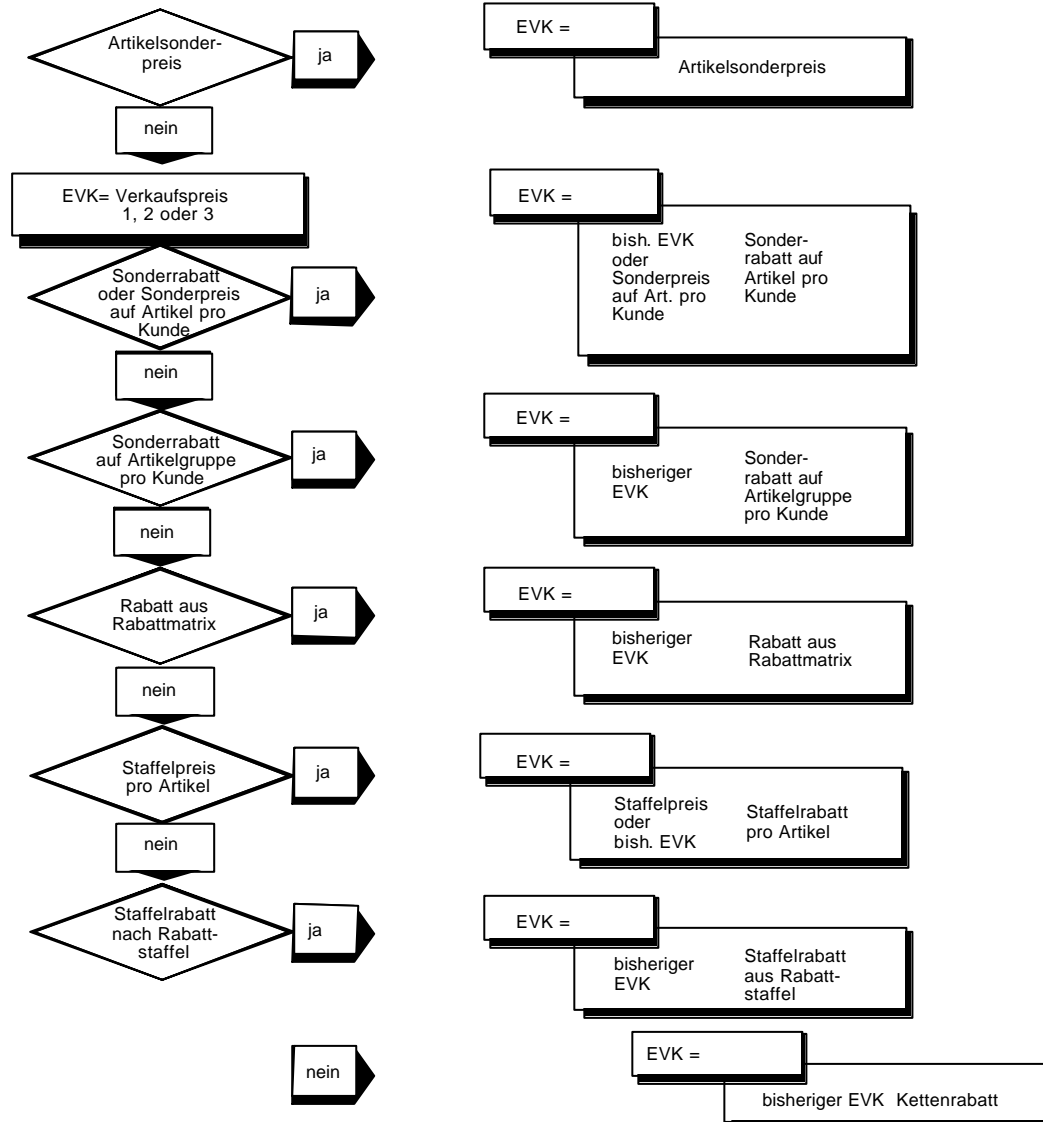 Artikelsonder-
preis
ja
EVK =
Artikelsonderpreis
nein
EVK= Verkaufspreis
1, 2 oder 3
EVK =
bish. EVK
oder
Sonderpreis
auf Art. pro
Kunde
Sonder-
rabatt auf
Artikel pro
Kunde
Sonderrabatt
oder Sonderpreis
auf Artikel pro
Kunde
ja
nein
Sonderrabatt
auf Artikelgruppe
pro Kunde
ja
EVK =
bisheriger
EVK
Sonder-
rabatt auf
Artikelgruppe
pro Kunde
nein
Rabatt aus
Rabattmatrix
ja
EVK =
bisheriger
EVK
Rabatt aus
Rabattmatrix
nein
Staffelpreis
pro Artikel
ja
EVK =
Staffelpreis
oder
bish. EVK
Staffelrabatt
pro Artikel
nein
Staffelrabatt
nach Rabatt-
staffel
ja
EVK =
bisheriger
EVK
Staffelrabatt
aus Rabatt-
staffel
nein
EVK =
bisheriger EVK Kettenrabatt